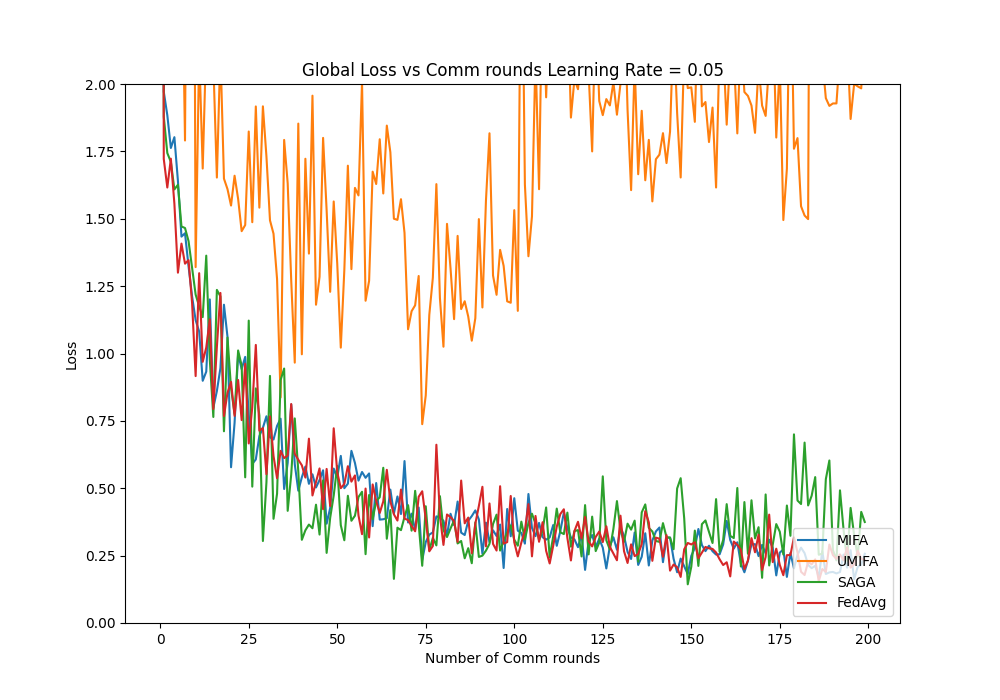 Global Loss vs Comm rounds Learning Rate = 0.05
2.00
1.75
1.50
1.25
1.00
0.75
0.50
0.25
0.00
Loss
0 25 50 75 100 125 150 175 200
Number of Comm rounds
MIFA
UMIFA
SAGA
FedAvg